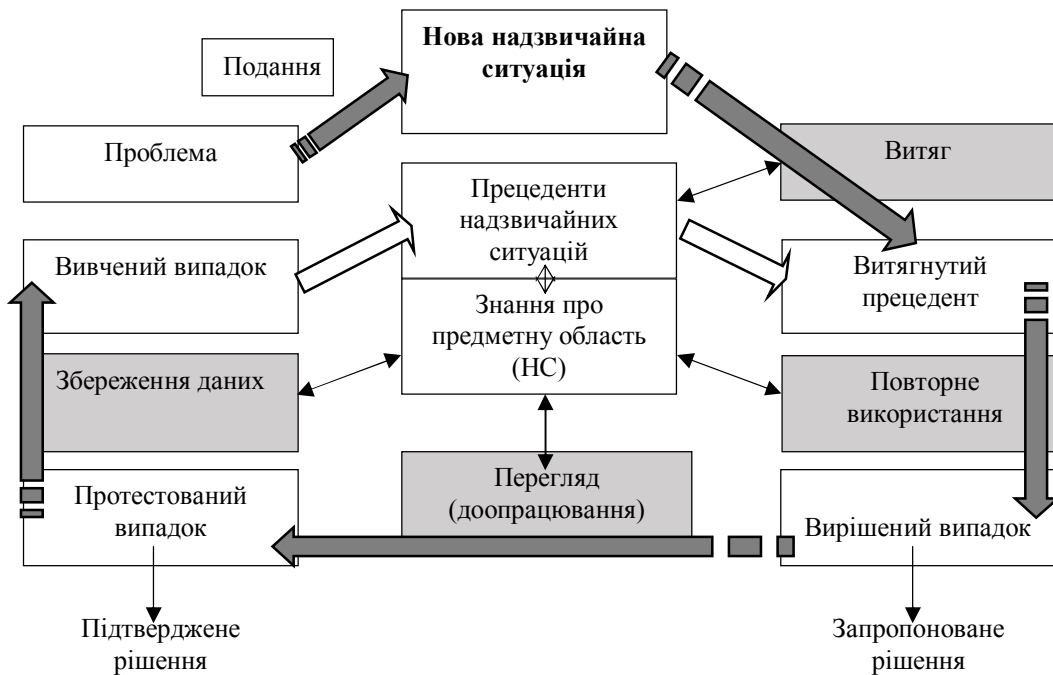 Нова надзвичайна
ситуація
Подання
Проблема
Витяг
Прецеденти
надзвичайних
ситуацій
Вивчений випадок
Витягнутий
прецедент
Знання про
предметну область
(НС)
Збереження даних
Повторне
використання
Перегляд
(доопрацювання)
Протестований
випадок
Вирішений випадок
Підтверджене
рішення
Запропоноване
рішення